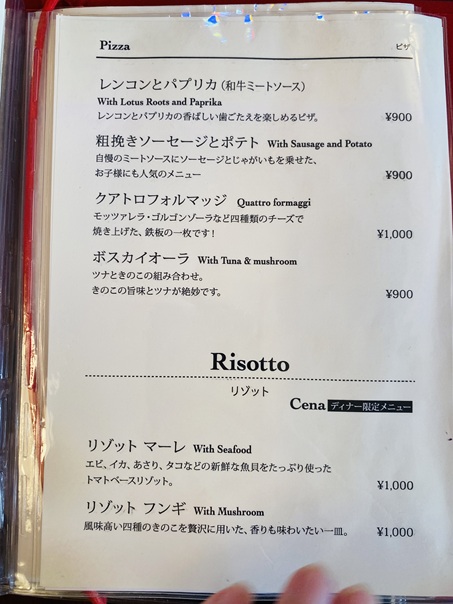 Pizza ピザ
レンコンとパプリカ（和牛ミートソース）
With Lotus Roots and Paprika
レンコンとパプリカの香ばしい歯ごたえを楽しめるピザ。 ¥900
粗挽きソーセージとポテト With Sausage and Potato
自慢のミートソースにソーセージとじゃがいもを乗せた、
お子様にも人気のメニュー ¥900
クアトロフォルマッジ Quattro formaggi
モッツァレラ・ゴルゴンゾーラなど四種類のチーズで
焼き上げた、鉄板の一枚です！ ¥1,000
ボスカイオーラ With Tuna & mushroom
ツナときのこの組み合わせ。
きのこの旨味とツナが絶妙です。 ¥900
Risotto
リゾット
Cena ディナー限定メニュー
リゾット マーレ With Seafood
エビ、イカ、あさり、タコなどの新鮮な魚貝をたっぷり使った
トマトベースリゾット。 ¥1,000
リゾット フンギ With Mushroom
風味高い四種のきのこを贅沢に用いた、香りも味わいたい一皿。 ¥1,000